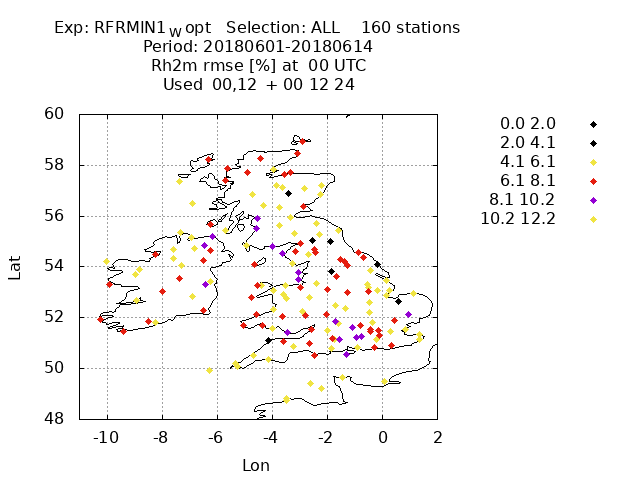 Exp: RFRMIN1_W opt   Selection: ALL    160 stations
Period: 20180601-20180614
Rh2m rmse [%] at  00 UTC
Used  00,12  + 00 12 24
0.0 2.0
2.0 4.1
4.1 6.1
6.1 8.1
8.1 10.2
10.2 12.2
60
58
56
54
52
50
48
Lat
-10 -8 -6 -4 -2 0 2
Lon